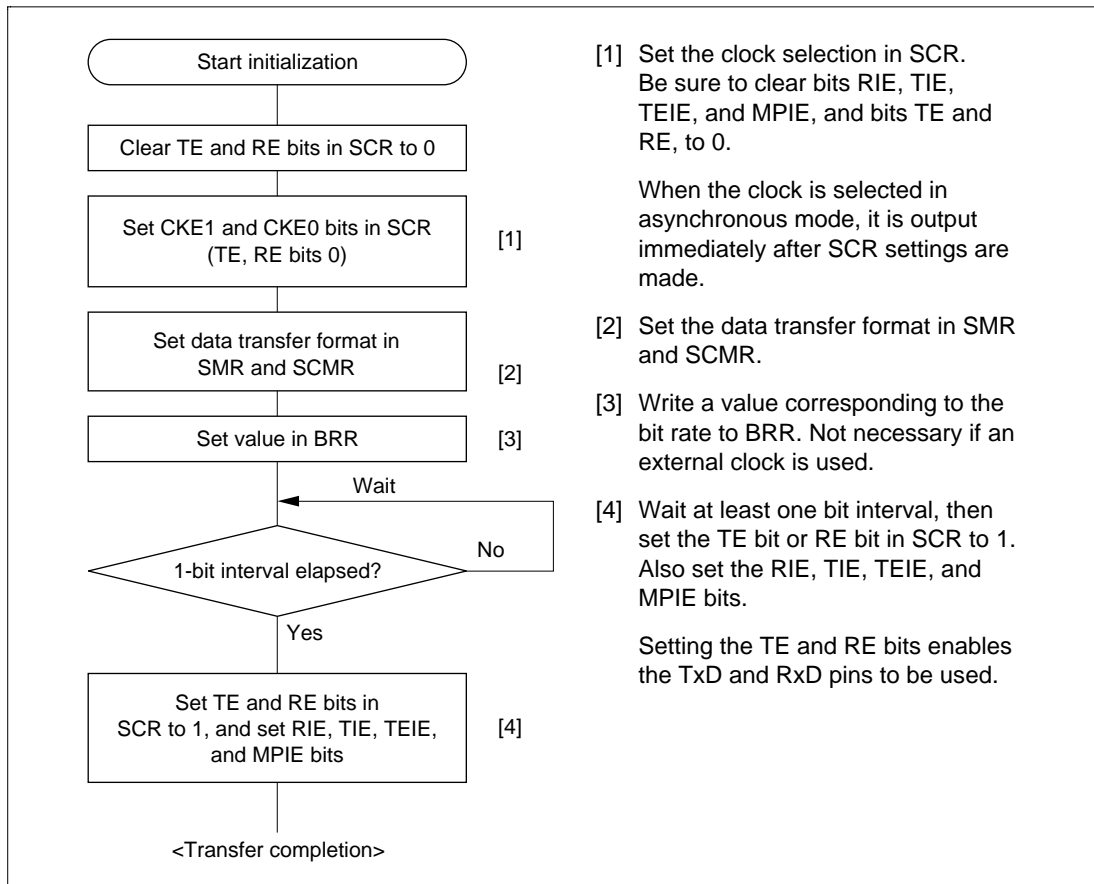 Start initialization
Clear TE and RE bits in SCR to 0
Set CKE1 and CKE0 bits in SCR
(TE, RE bits 0)
[1]
Set data transfer format in
SMR and SCMR
[2]
Set value in BRR
[3]
Wait
No
1-bit interval elapsed?
Yes
Set TE and RE bits in
SCR to 1, and set RIE, TIE, TEIE,
and MPIE bits
[4]
<Transfer completion>
[1] Set the clock selection in SCR.
Be sure to clear bits RIE, TIE,
TEIE, and MPIE, and bits TE and
RE, to 0.
When the clock is selected in
asynchronous mode, it is output
immediately after SCR settings are
made.
[2] Set the data transfer format in SMR
and SCMR.
[3] Write a value corresponding to the
bit rate to BRR. Not necessary if an
external clock is used.
[4] Wait at least one bit interval, then
set the TE bit or RE bit in SCR to 1.
Also set the RIE, TIE, TEIE, and
MPIE bits.
Setting the TE and RE bits enables
the TxD and RxD pins to be used.